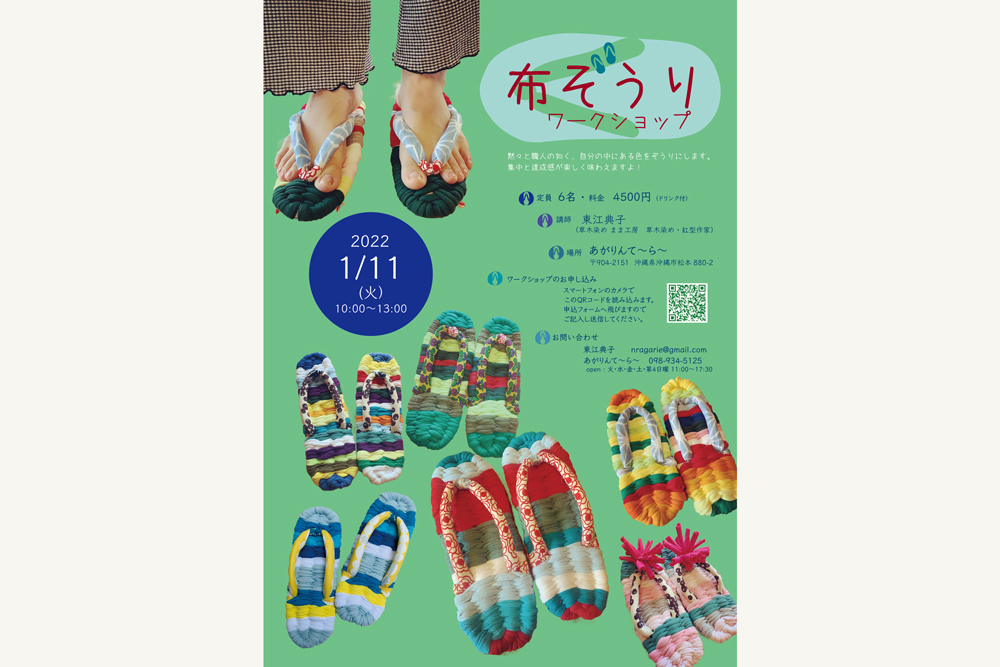 布ぞうり
ワークショップ
黙々と職人の如く、自分の中にある色をぞうりにします。
集中と達成感が楽しく味わえますよ！
定員 6名・料金 4500円（ドリンク付）
講師 東江典子
（草木染め まま工房 草木染め・紅型作家）
場所 あがりんて〜ら〜
〒904-2151 沖縄県沖縄市松本 880-2
2022
1/11
(火)
10:00〜13:00
ワークショップのお申し込み
スマートフォンのカメラで
このQRコードを読み込みます。
申込フォームへ飛びますので
ご記入し送信してください。
お問い合わせ
東江典子 nragarie@gmail.com
あがりんて〜ら〜 098-934-5125
open : 火・水・金・土・第4日曜 11:00〜17:30